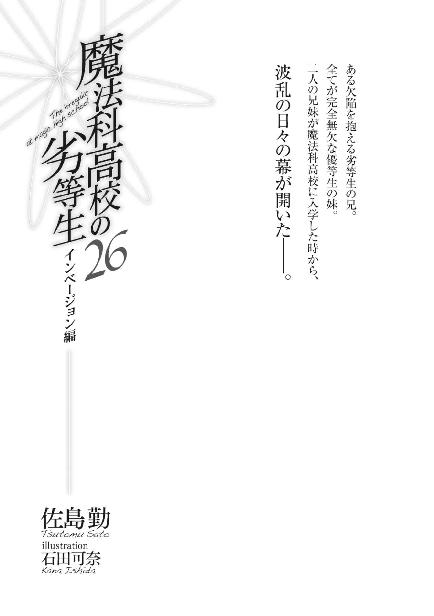 ある欠陥を抱える劣等生の兄。
全てが完全無欠な優等生の妹。
二人の兄妹が魔法科高校に入学した時から、
波乱の日々の幕が開いた――。
魔法科高校の
劣等生
The irregular
at magic high school
26
インベージョン編
佐島 勤
Tsutomu Sato
illustration
石田可奈
Kana Ishida